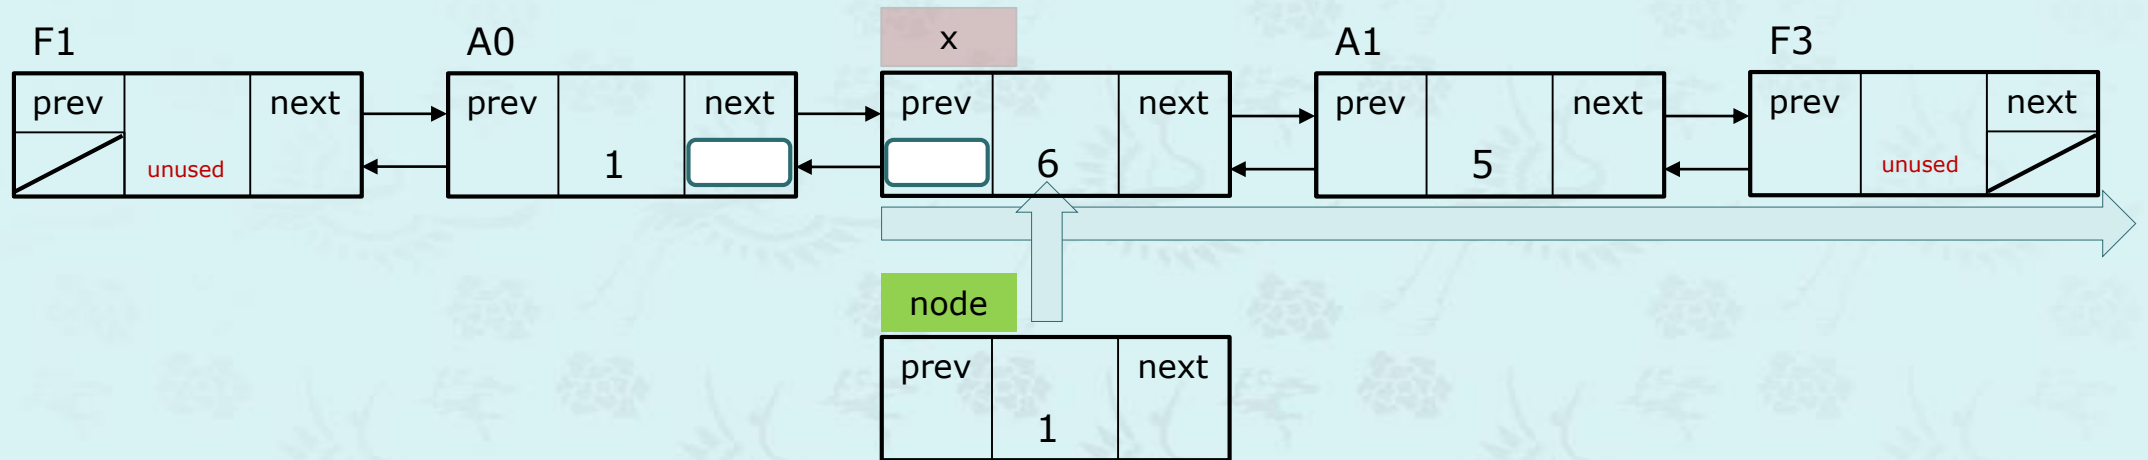 F1 A0 x A1 F3
prev next prev next prev next prev next prev next
unused 1 6 5 unused
node
prev next
1